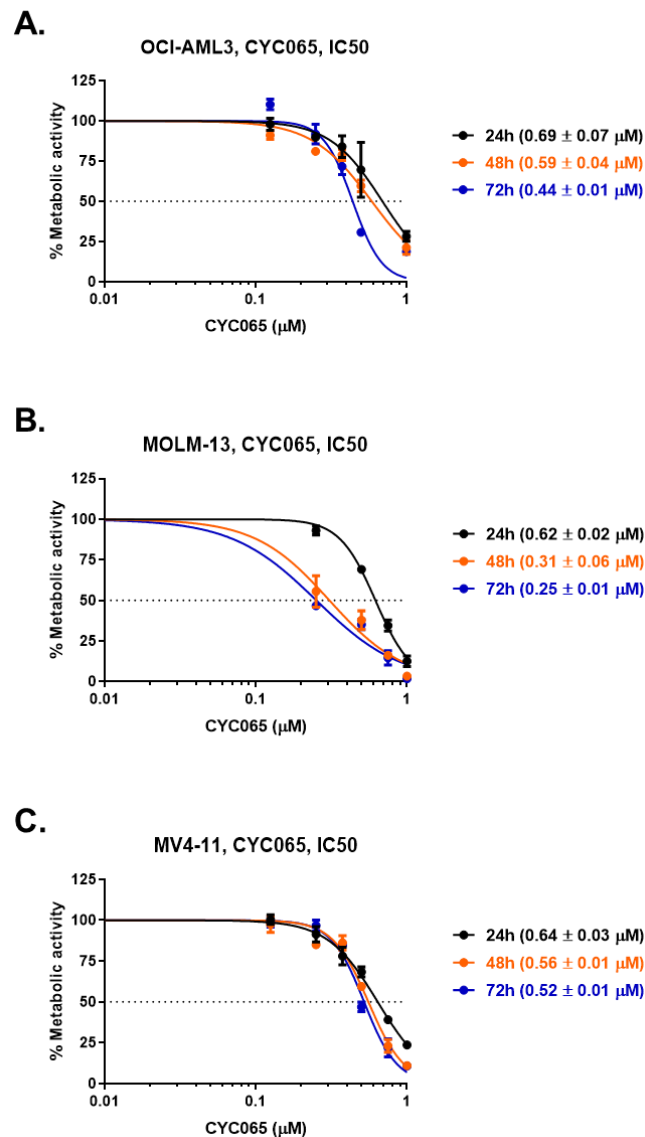 A.
OCI-AML3, CYC065, IC50
% Metabolic activity
125
100
75
50
25
0
0.01
0.1
1
CYC065 (µM)
24h (0.69 ± 0.07 µM)
48h (0.59 ± 0.04 µM)
72h (0.44 ± 0.01 µM)
B.
MOLM-13, CYC065, IC50
% Metabolic activity
125
100
75
50
25
0
0.01
0.1
1
CYC065 (µM)
24h (0.62 ± 0.02 µM)
48h (0.31 ± 0.06 µM)
72h (0.25 ± 0.01 µM)
C.
MV4-11, CYC065, IC50
% Metabolic activity
125
100
75
50
25
0
0.01
0.1
1
CYC065 (µM)
24h (0.64 ± 0.03 µM)
48h (0.56 ± 0.01 µM)
72h (0.52 ± 0.01 µM)